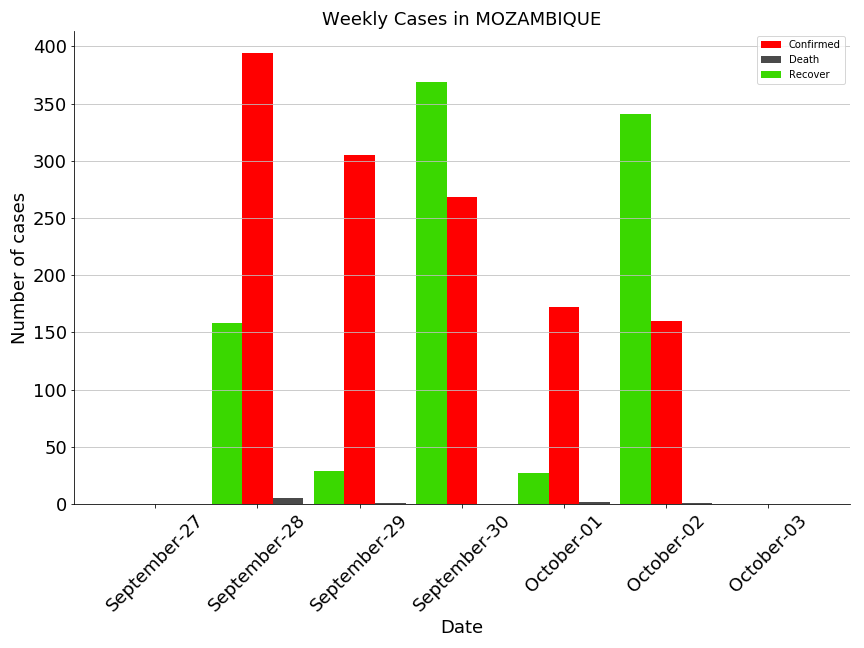 Weekly Cases in MOZAMBIQUE
Confirmed
Death
Recover
Number of cases
400
350
300
250
200
150
100
50
0
September-27
September-28
September-29
September-30
October-01
October-02
October-03
Date